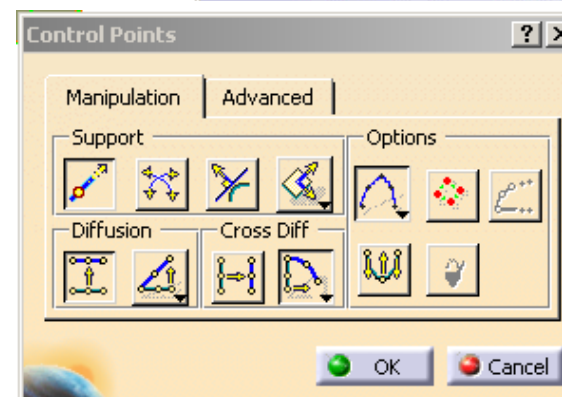 Control Points ? X
Manipulation Advanced
Support Options
Diffusion Cross Diff
OK Cancel